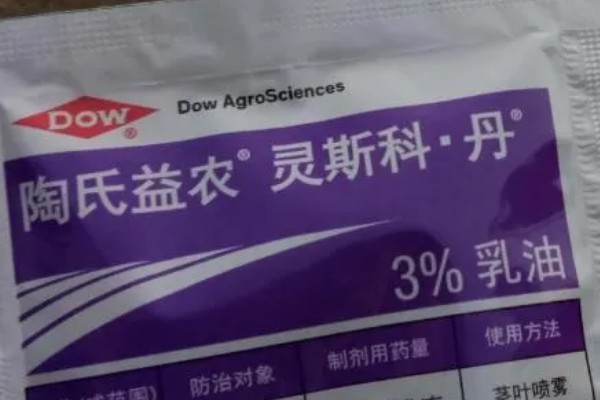 DOW® Dow AgroSciences
陶氏益农® 灵斯科·丹®
3% 乳油
防治对象 制剂用药量 使用方法
茎叶喷雾